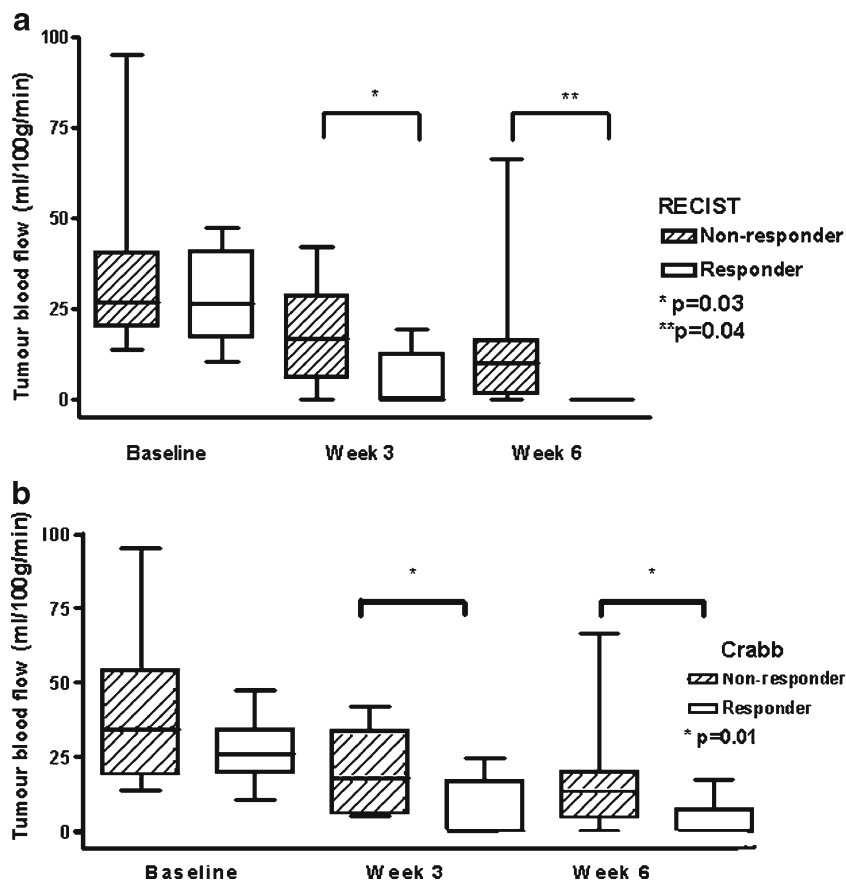 a
Tumour blood flow (ml/100g/min)
100
75
50
25
0
*
**
RECIST
Non-responder
Responder
* p=0.03
**p=0.04
Baseline
Week 3
Week 6
b
Tumour blood flow (ml/100g/min)
100
75
50
25
0
*
*
Crabb
Non-responder
Responder
* p=0.01
Baseline
Week 3
Week 6